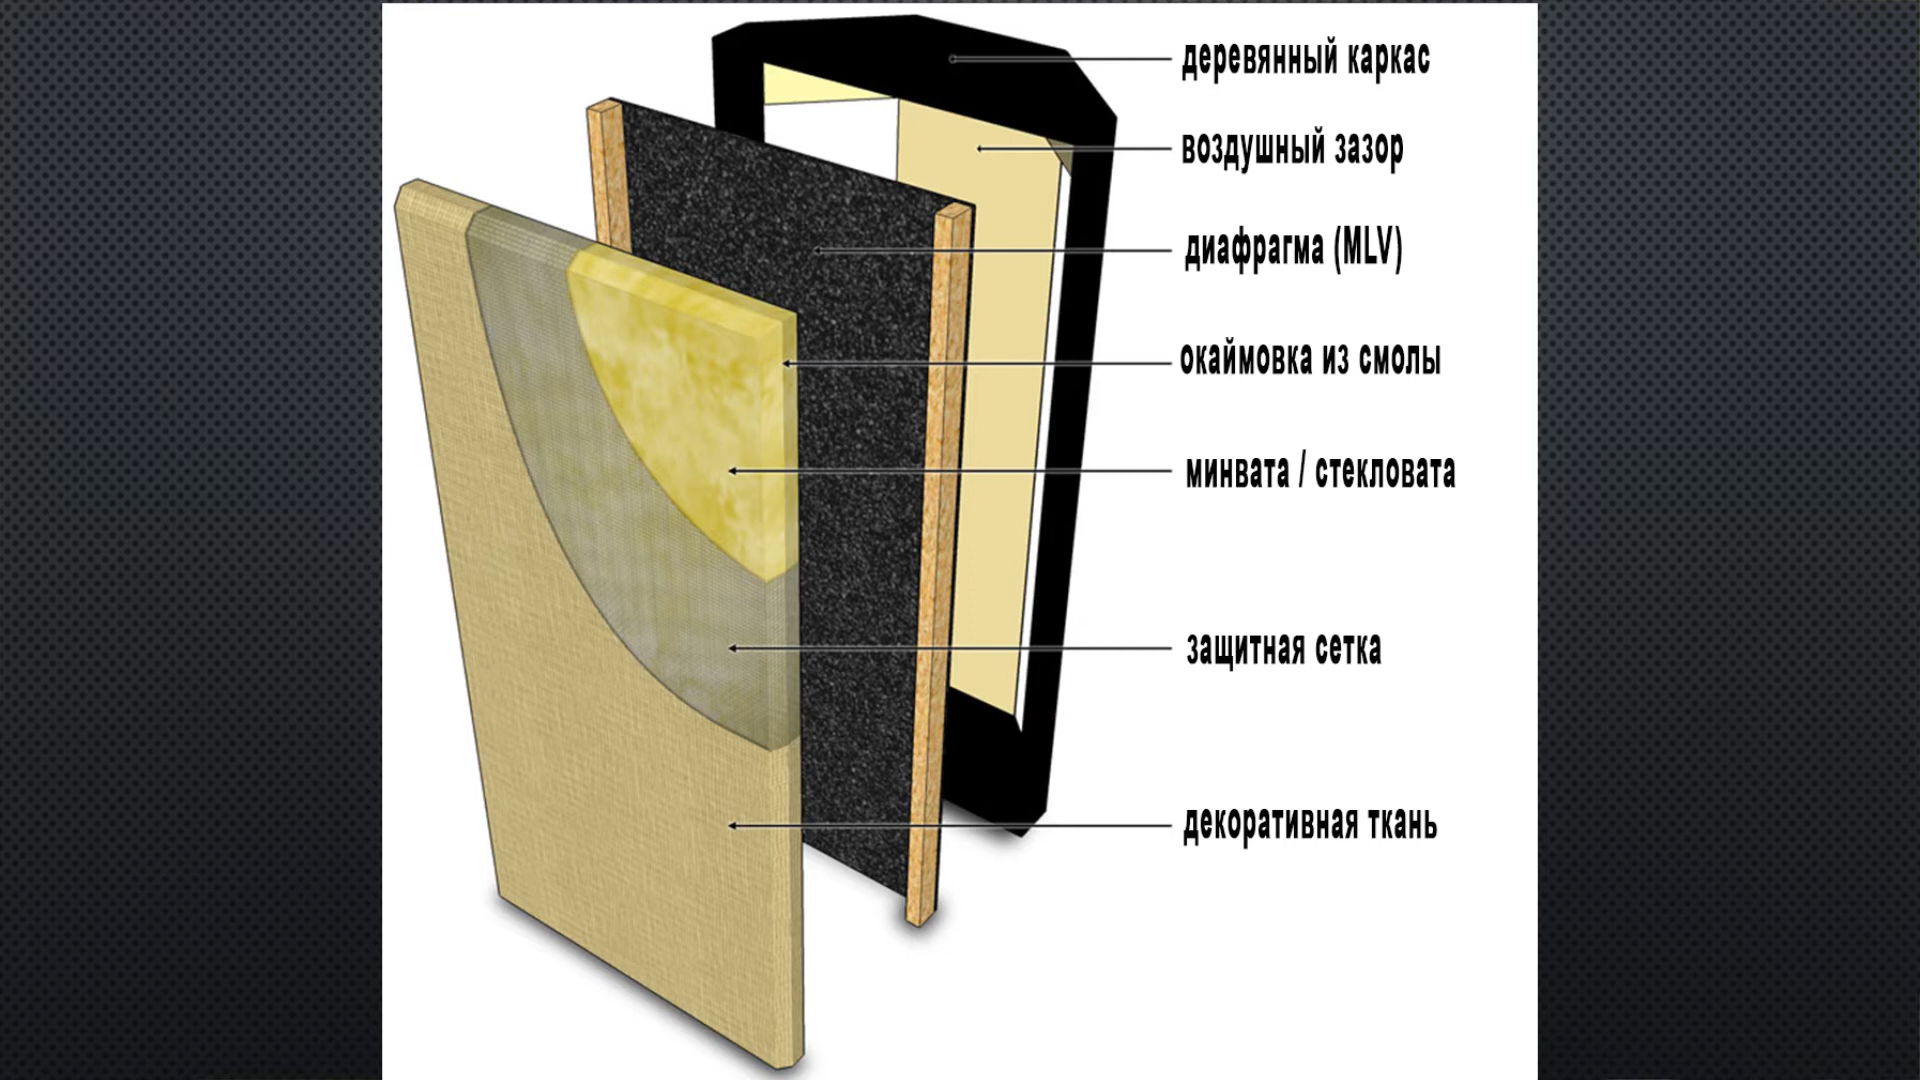 деревянный каркас
воздушный зазор
диафрагма (MLV)
окаймовка из смолы
минвата / стекловата
защитная сетка
декоративная ткань